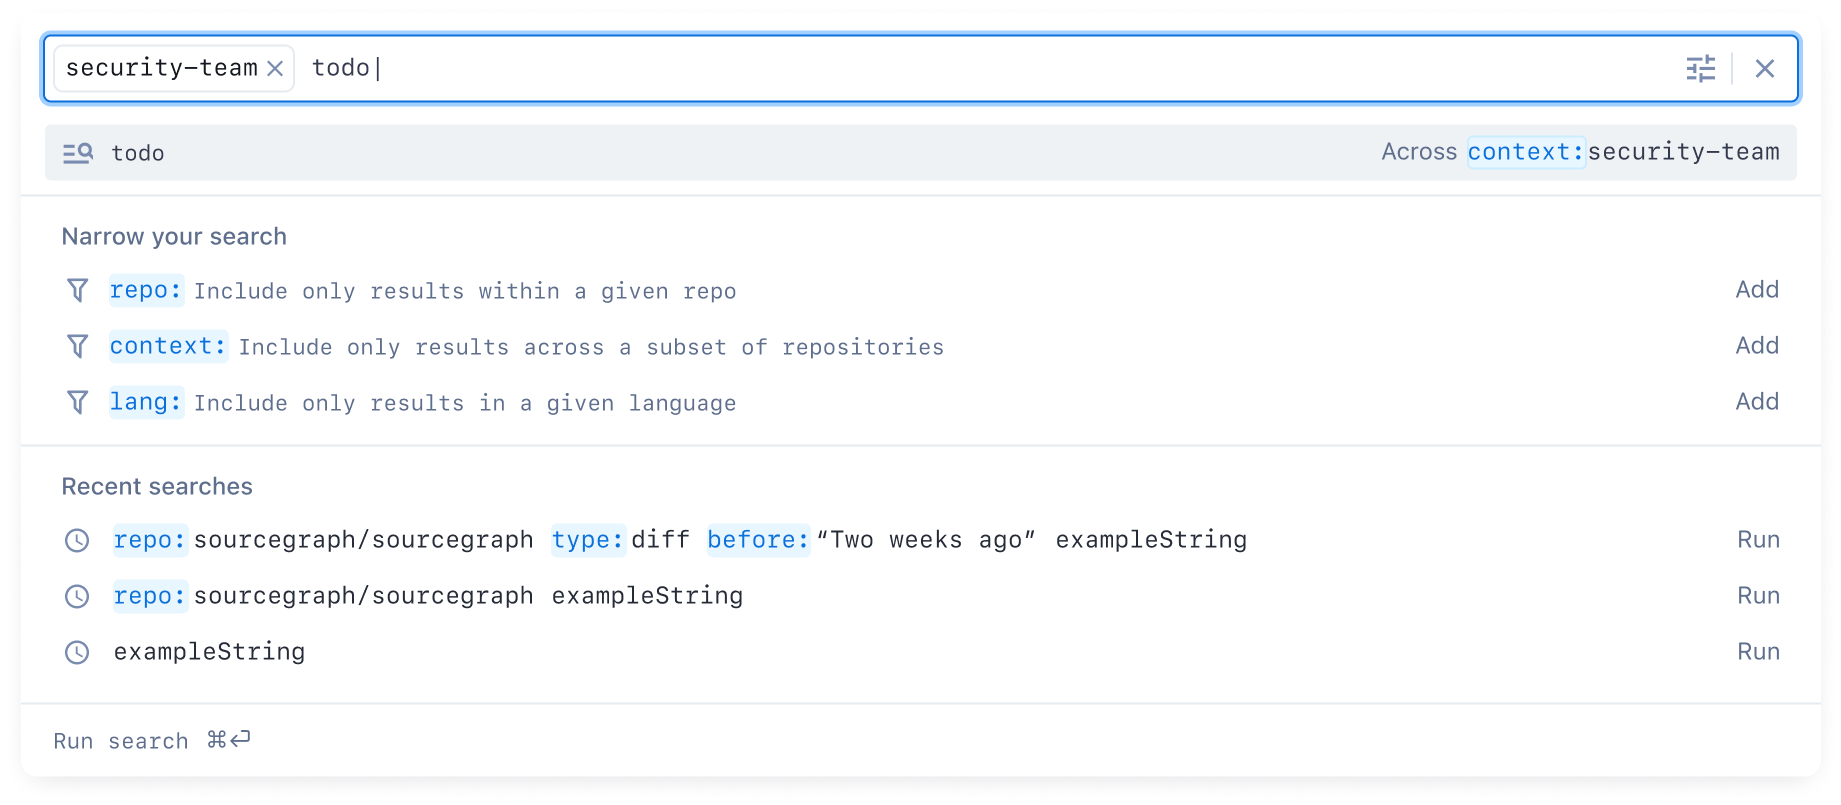 security-team todo
todo Across context:security-team
Narrow your search
repo: Include only results within a given repo Add
context: Include only results across a subset of repositories Add
lang: Include only results in a given language Add
Recent searches
repo:sourcegraph/sourcegraph type:diff before:“Two weeks ago” exampleString Run
repo:sourcegraph/sourcegraph exampleString Run
exampleString Run
Run search ⌘⏎